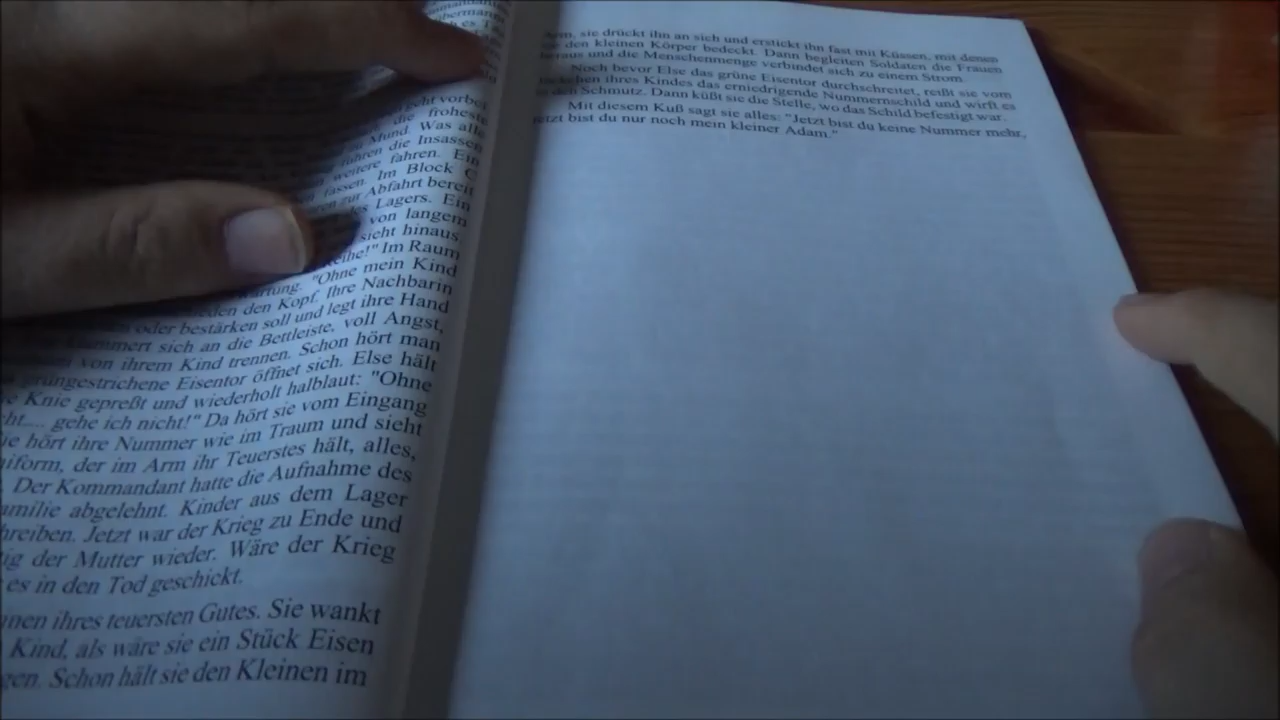 geht vorbei
die froheste
Mund. Was alle
führen die Insassen
weitere fahren. Ein
fassen. Im Block C
zur Abfahrt bereit
des Lagers. Ein
von langem
sieht hinaus
Im Raum
"Ohne mein Kind
den Kopf. Ihre Nachbarin
oder bestärken soll und legt ihre Hand
sich an die Bettleiste, voll Angst,
von ihrem Kind trennen. Schon hört man
grüngestrichene Eisentor öffnet sich. Else hält
Knie gepreßt und wiederholt halblaut: "Ohne
gehe ich nicht!" Da hört sie vom Eingang
hört ihre Nummer wie im Traum und sieht
der im Arm ihr Teuerstes hält, alles,
Der Kommandant hatte die Aufnahme des
abgelehnt. Kinder aus dem Lager
Jetzt war der Krieg zu Ende und
der Mutter wieder. Wäre der Krieg
es in den Tod geschickt.
ihres teuersten Gutes. Sie wankt
Kind, als wäre sie ein Stück Eisen
Schon hält sie den Kleinen im
Arm, sie drückt ihn an sich und erstickt ihn fast mit Küssen, mit denen
den kleinen Körper bedeckt. Dann begleiten Soldaten die Frauen
heraus und die Menschenmenge verbindet sich zu einem Strom.
Noch bevor Else das grüne Eisentor durchschreitet, reißt sie vom
ihres Kindes das erniedrigende Nummernschild und wirft es
in den Schmutz. Dann küßt sie die Stelle, wo das Schild befestigt war.
Mit diesem Kuß sagt sie alles: "Jetzt bist du keine Nummer mehr,
jetzt bist du nur noch mein kleiner Adam."